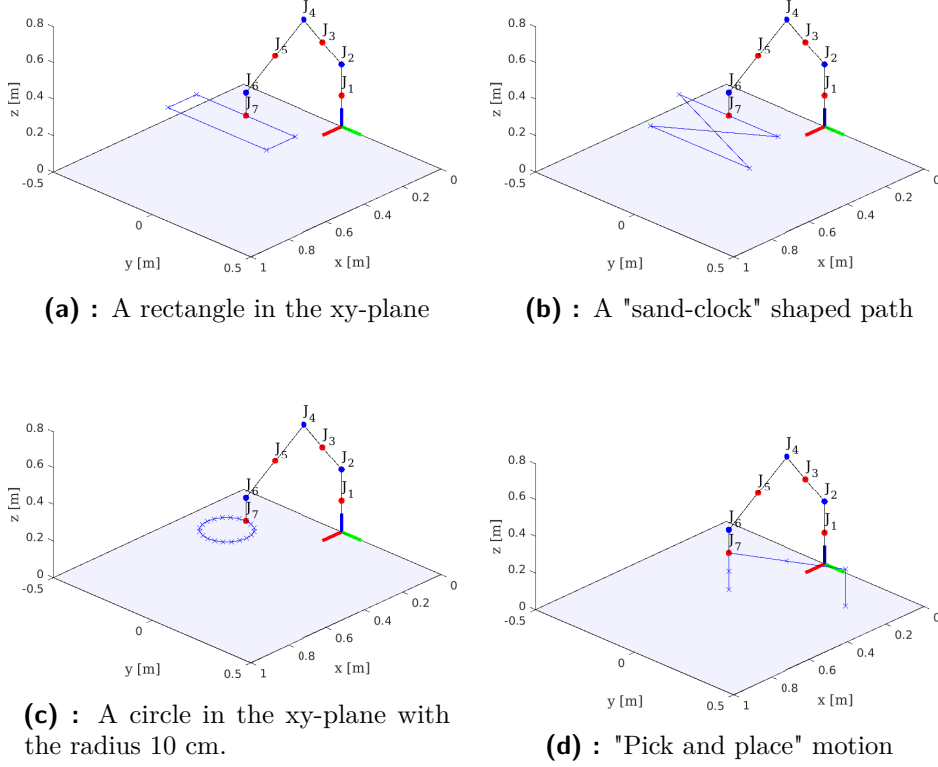 0.8
0.6
0.4
0.2
0
z [m]
-0.5
0
0.5
y [m]
1
0.8
0.6
0.4
0.2
0
x [m]
J4
J3
J5
J2
J6
J1
J7
(a) : A rectangle in the xy-plane
0.8
0.6
0.4
0.2
0
z [m]
-0.5
0
0.5
y [m]
1
0.8
0.6
0.4
0.2
0
x [m]
J4
J3
J5
J2
J6
J1
J7
(b) : A "sand-clock" shaped path
0.8
0.6
0.4
0.2
0
z [m]
-0.5
0
0.5
y [m]
1
0.8
0.6
0.4
0.2
0
x [m]
J4
J3
J5
J2
J6
J1
J7
(c) : A circle in the xy-plane with
the radius 10 cm.
0.8
0.6
0.4
0.2
0
z [m]
-0.5
0
0.5
y [m]
1
0.8
0.6
0.4
0.2
0
x [m]
J4
J3
J5
J2
J6
J1
J7
(d) : "Pick and place" motion